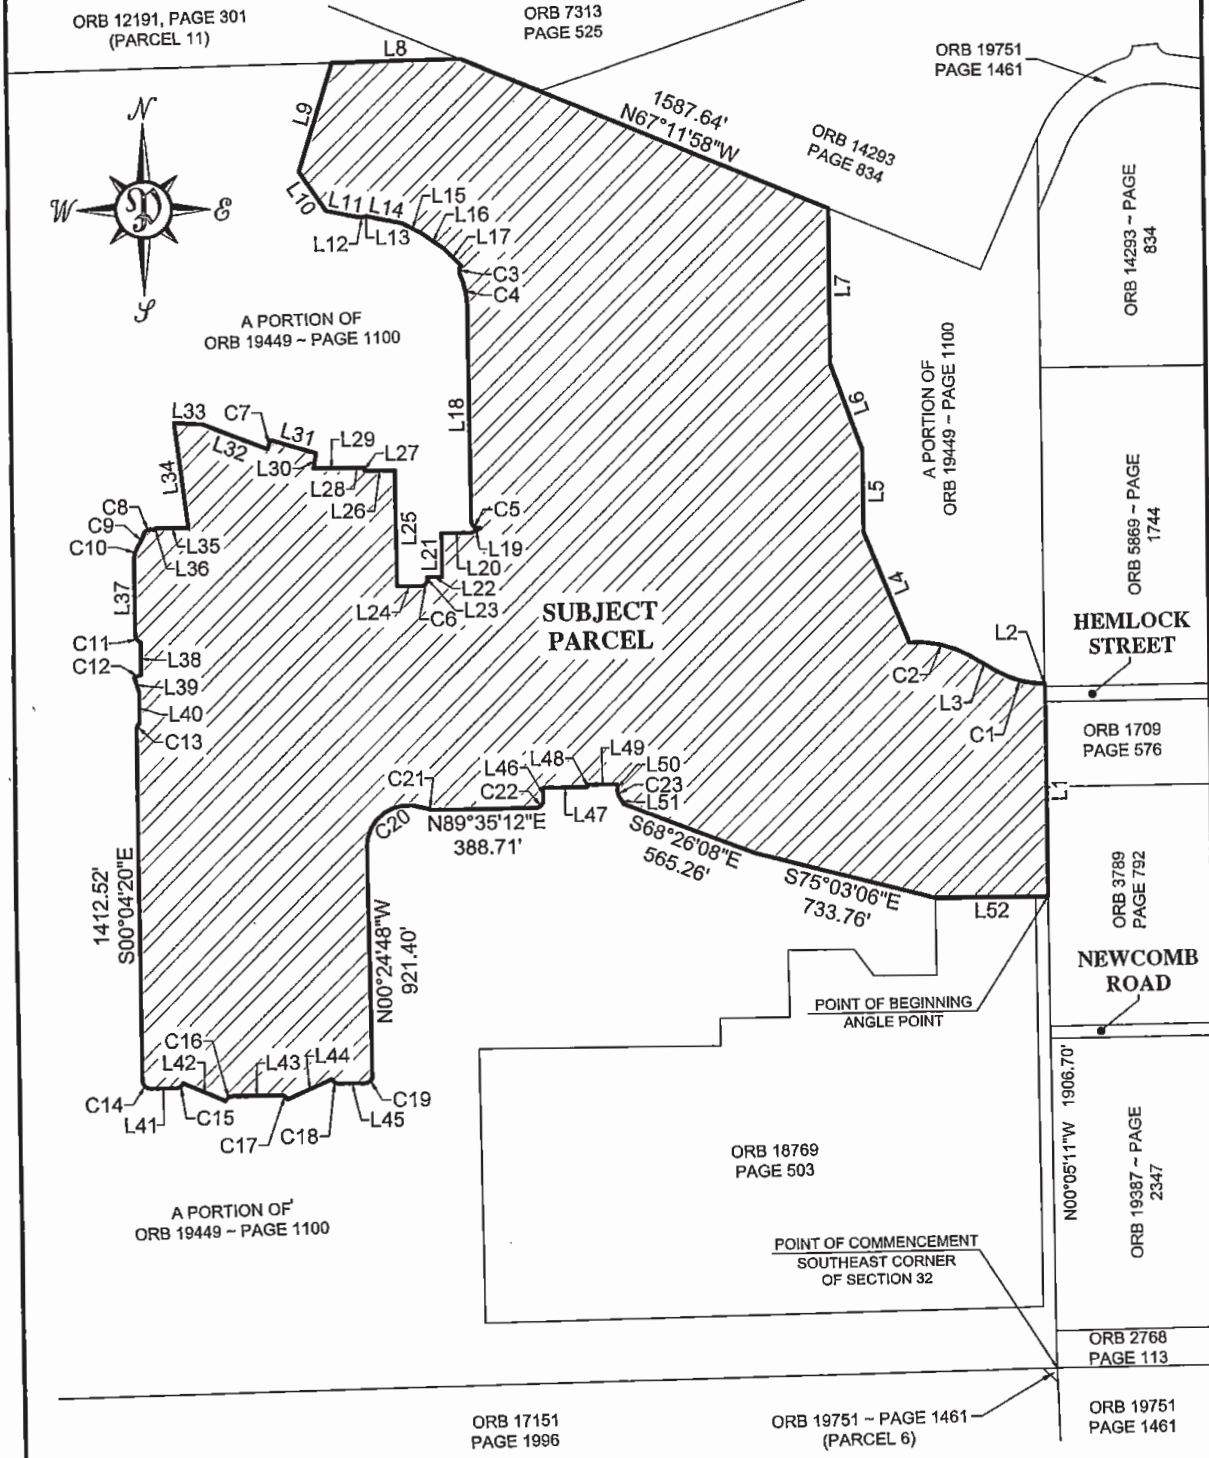 ORB 12191, PAGE 301
(PARCEL 11)
ORB 7313
PAGE 525
ORB 19751
PAGE 1461
L8
1587.64'
N67°11'58"W
ORB 14293
PAGE 834
L9
N
W
E
S
L10
L11
L14
L15
L16
L17
L12
L13
C3
C4
L7
ORB 14293 ~ PAGE
834
A PORTION OF
ORB 19449 ~ PAGE 1100
A PORTION OF
ORB 19449 ~ PAGE 1100
L6
L18
L33
C7
L31
L29
L27
L32
L30
L28
L26
L34
L5
ORB 5869 ~ PAGE
1744
C8
C9
C10
L35
L36
L25
L21
C5
L19
L20
L22
L23
L24
C6
L4
L37
SUBJECT
PARCEL
HEMLOCK
STREET
L2
C11
L38
C12
L39
L40
C13
C2
L3
C1
ORB 1709
PAGE 576
L1
L49
L48
L50
L46
C21
C23
C22
L51
L47
C20
N89°35'12"E
388.71'
S68°26'08"E
565.26'
S75°03'06"E
733.76'
L52
ORB 3789
PAGE 792
1412.52'
S00°04'20"E
N00°24'48"W
921.40'
NEWCOMB
ROAD
POINT OF BEGINNING
ANGLE POINT
C16
L42
L43
L44
C14
L41
C15
C17
C18
L45
C19
N00°05'11"W 1906.70'
ORB 19387 ~ PAGE
2347
ORB 18769
PAGE 503
A PORTION OF
ORB 19449 ~ PAGE 1100
POINT OF COMMENCEMENT
SOUTHEAST CORNER
OF SECTION 32
ORB 2768
PAGE 113
ORB 17151
PAGE 1996
ORB 19751 ~ PAGE 1461
(PARCEL 6)
ORB 19751
PAGE 1461